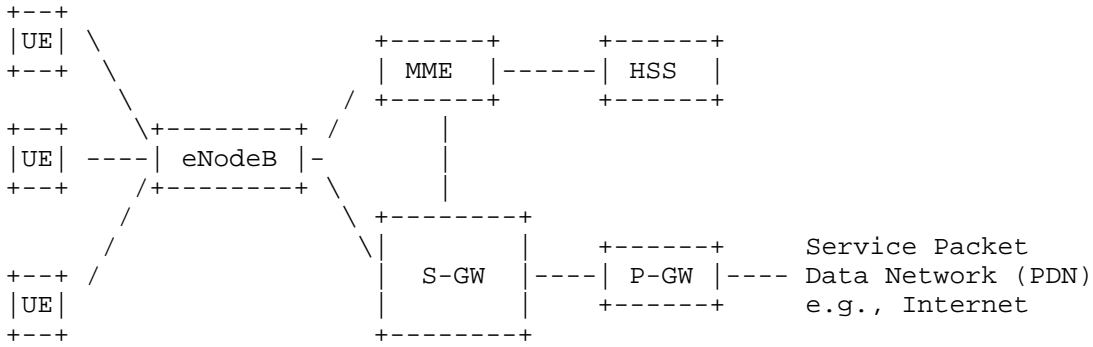 UE
MME HSS
UE eNodeB
Service Packet
S-GW P-GW Data Network (PDN)
UE e.g., Internet